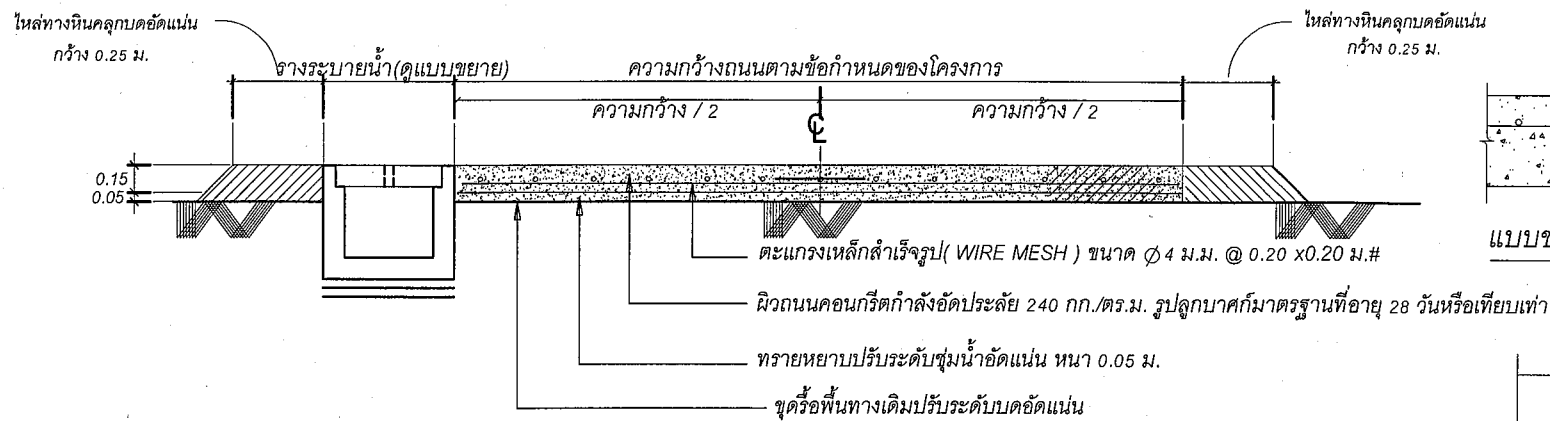 ไหล่ทางหินคลุกบดอัดแน่น
กว้าง 0.25 ม.
ไหล่ทางหินคลุกบดอัดแน่น
กว้าง 0.25 ม.
รางระบายน้ำ(ดูแบบขยาย)
ความกว้างถนนตามข้อกำหนดของโครงการ
ความกว้าง / 2
ความกว้าง / 2
0.15
0.05
ตะแกรงเหล็กสำเร็จรูป( WIRE MESH ) ขนาด Ø 4 ม.ม. @ 0.20 x0.20 ม.#
ผิวถนนคอนกรีตกำลังอัดประลัย 240 กก./ตร.ม. รูปลูกบาศก์มาตรฐานที่อายุ 28 วันหรือเทียบเท่า
ทรายหยาบปรับระดับชุ่มน้ำอัดแน่น หนา 0.05 ม.
ขุดรื้อพื้นทางเดิมปรับระดับบดอัดแน่น